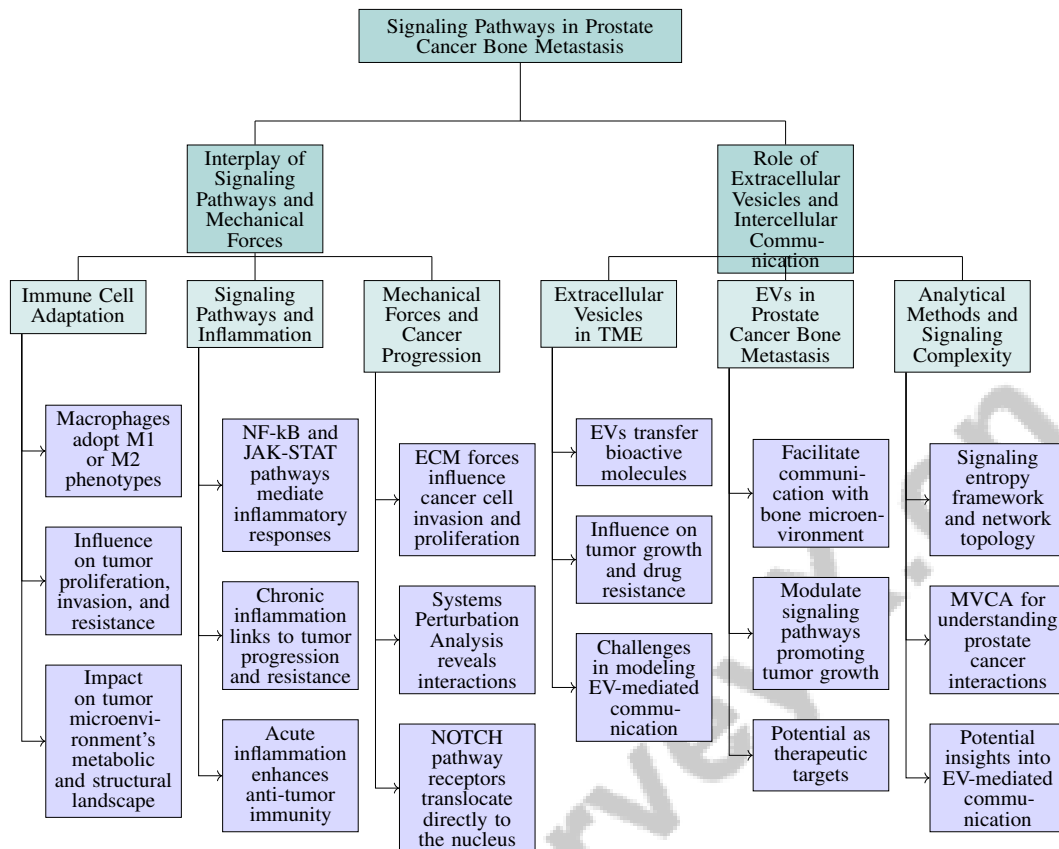 Signaling Pathways in Prostate
Cancer Bone Metastasis
Interplay of
Signaling
Pathways and
Mechanical
Forces
Role of
Extracellular
Vesicles and
Intercellular
Commu-
nication
Immune Cell
Adaptation
Signaling
Pathways and
Inflammation
Mechanical
Forces and
Cancer
Progression
Extracellular
Vesicles
in TME
EVs in
Prostate
Cancer Bone
Metastasis
Analytical
Methods and
Signaling
Complexity
Macrophages
adopt M1
or M2
phenotypes
Influence
on tumor
proliferation,
invasion, and
resistance
Impact
on tumor
microenvi-
ronment's
metabolic
and structural
landscape
NF-kB and
JAK-STAT
pathways
mediate
inflammatory
responses
Chronic
inflammation
links to tumor
progression
and resistance
Acute
inflammation
enhances
anti-tumor
immunity
ECM forces
influence
cancer cell
invasion and
proliferation
Systems
Perturbation
Analysis
reveals
interactions
NOTCH
pathway
receptors
translocate
directly to
the nucleus
EVs transfer
bioactive
molecules
Influence on
tumor growth
and drug
resistance
Challenges
in modeling
EV-mediated
commu-
nication
Facilitate
communi-
cation with
bone microen-
vironment
Modulate
signaling
pathways
promoting
tumor growth
Potential as
therapeutic
targets
Signaling
entropy
framework
and network
topology
MVCA for
understanding
prostate
cancer
interactions
Potential
insights into
EV-mediated
commu-
nication